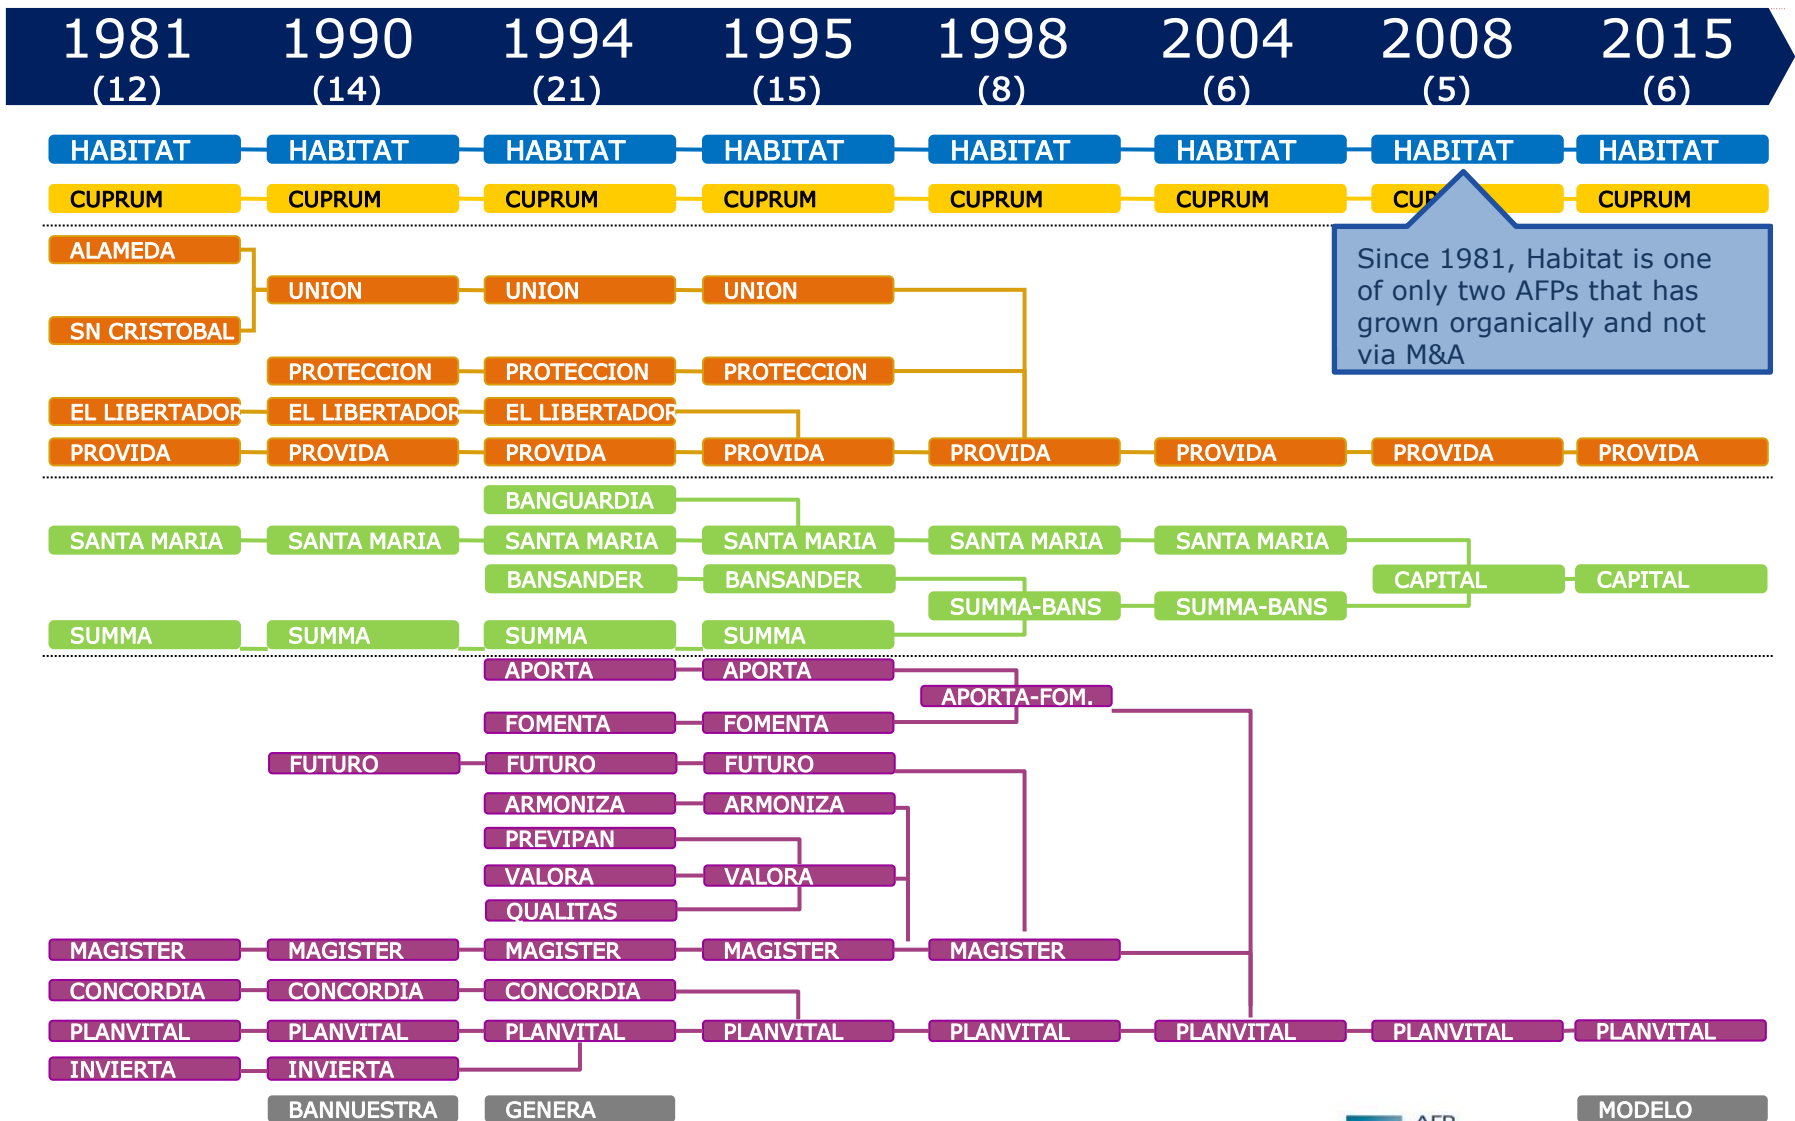 1981 1990 1994 1995 1998 2004 2008 2015
(12) (14) (21) (15) (8) (6) (5) (6)
HABITAT HABITAT HABITAT HABITAT HABITAT HABITAT HABITAT HABITAT
CUPRUM CUPRUM CUPRUM CUPRUM CUPRUM CUPRUM CUPRUM
ALAMEDA
Since 1981, Habitat is one
of only two AFPs that has
grown organically and not
via M&A
UNION UNION UNION
SN CRISTOBAL
PROTECCION PROTECCION PROTECCION
EL LIBERTADOR EL LIBERTADOR EL LIBERTADOR
PROVIDA PROVIDA PROVIDA PROVIDA PROVIDA PROVIDA PROVIDA PROVIDA
BANGUARDIA
SANTA MARIA SANTA MARIA SANTA MARIA SANTA MARIA SANTA MARIA SANTA MARIA
BANSANDER BANSANDER CAPITAL CAPITAL
SUMMA-BANS SUMMA-BANS
SUMMA SUMMA SUMMA SUMMA
APORTA APORTA
APORTA-FOM.
FOMENTA FOMENTA
FUTURO FUTURO FUTURO
ARMONIZA ARMONIZA
PREVIPAN
VALORA VALORA
QUALITAS
MAGISTER MAGISTER MAGISTER MAGISTER MAGISTER
CONCORDIA CONCORDIA CONCORDIA
PLANVITAL PLANVITAL PLANVITAL PLANVITAL PLANVITAL PLANVITAL PLANVITAL PLANVITAL
INVIERTA INVIERTA
BANNUESTRA GENERA MODELO